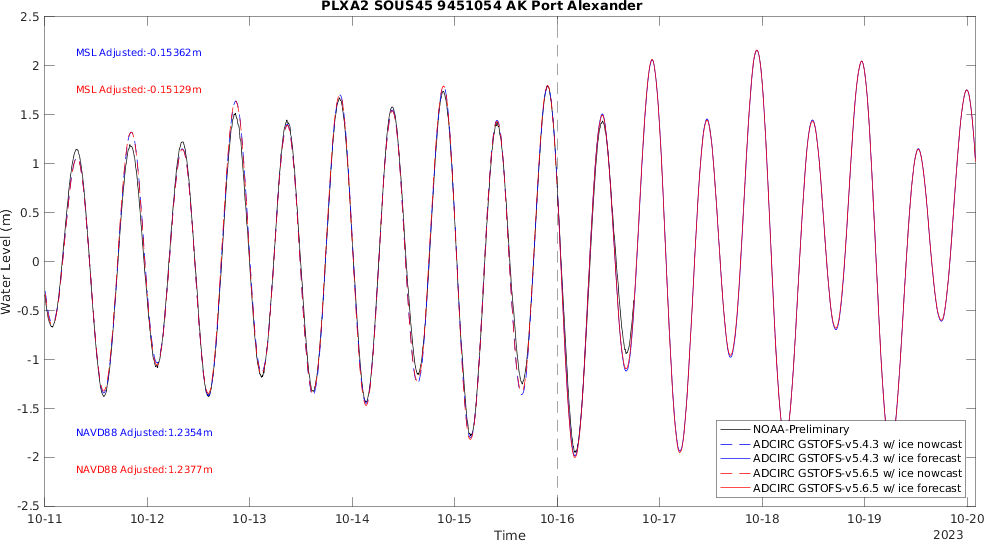 PLXA2 SOUS45 9451054 AK Port Alexander
MSL Adjusted:-0.15362m
MSL Adjusted:-0.15129m
NAVD88 Adjusted:1.2354m
NAVD88 Adjusted:1.2377m
Water Level (m)
2.5
2
1.5
1
0.5
0
-0.5
-1
-1.5
-2
-2.5
NOAA-Preliminary
ADCIRC GSTOFS-v5.4.3 w/ ice nowcast
ADCIRC GSTOFS-v5.4.3 w/ ice forecast
ADCIRC GSTOFS-v5.6.5 w/ ice nowcast
ADCIRC GSTOFS-v5.6.5 w/ ice forecast
10-11 10-12 10-13 10-14 10-15 10-16 10-17 10-18 10-19 10-20
Time
2023